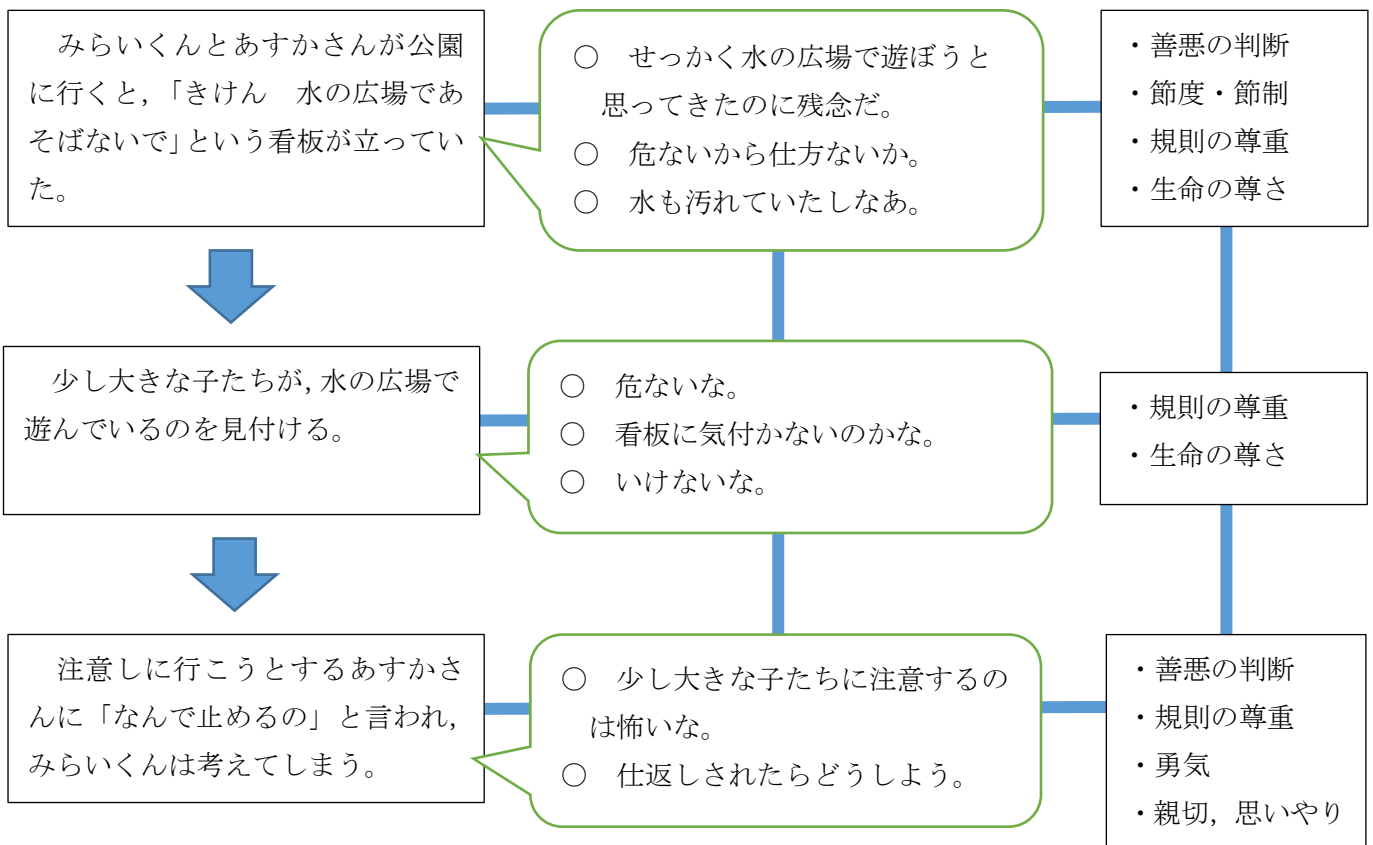 みらいくんとあすかさんが公園
に行くと,「きけん　水の広場であ
そばないで」という看板が立ってい
た。
○　せっかく水の広場で遊ぼうと
思ってきたのに残念だ。
○　危ないから仕方ないか。
○　水も汚れていたしなあ。
・善悪の判断
・節度・節制
・規則の尊重
・生命の尊さ
少し大きな子たちが,水の広場で
遊んでいるのを見付ける。
○　危ないな。
○　看板に気付かないのかな。
○　いけないな。
・規則の尊重
・生命の尊さ
注意しに行こうとするあすかさ
んに「なんで止めるの」と言われ,
みらいくんは考えてしまう。
○　少し大きな子たちに注意するの
は怖いな。
○　仕返しされたらどうしよう。
・善悪の判断
・規則の尊重
・勇気
・親切，思いやり